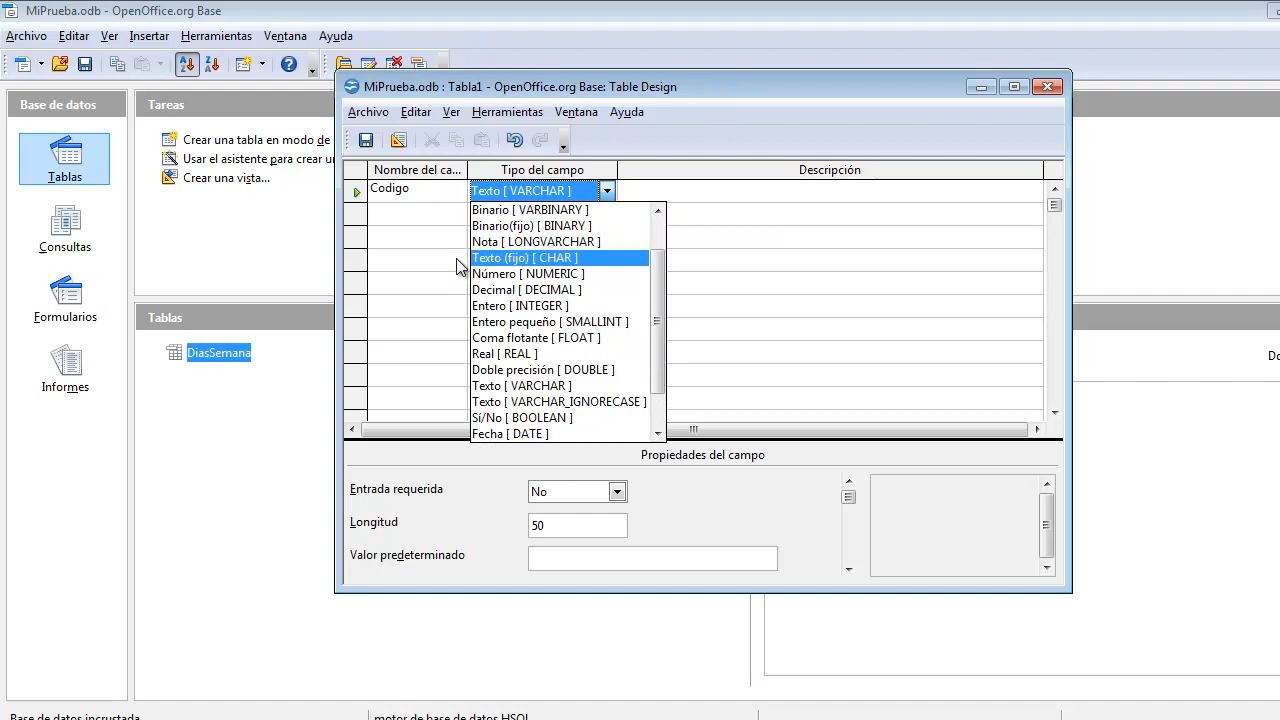 MiPrueba.odb - OpenOffice.org Base
Archivo Editar Ver Insertar Herramientas Ventana Ayuda
Base de datos
Tablas
Consultas
Formularios
Informes
Tareas
Crear una tabla en modo de
Usar el asistente para crear
Crear una vista...
Tablas
DiasSemana
MiPrueba.odb : Tabla1 - OpenOffice.org Base: Table Design
Archivo Editar Ver Herramientas Ventana Ayuda
Nombre del ca... Tipo del campo Descripción
Codigo Texto [ VARCHAR ]
Binario [ VARBINARY ]
Binario(fijo) [ BINARY ]
Nota [ LONGVARCHAR ]
Texto (fijo) [ CHAR ]
Número [ NUMERIC ]
Decimal [ DECIMAL ]
Entero [ INTEGER ]
Entero pequeño [ SMALLINT ]
Coma flotante [ FLOAT ]
Real [ REAL ]
Doble precisión [ DOUBLE ]
Texto [ VARCHAR ]
Texto [ VARCHAR_IGNORECASE ]
Sí/No [ BOOLEAN ]
Fecha [ DATE ]
Propiedades del campo
Entrada requerida No
Longitud 50
Valor predeterminado
Do
Base de datos incrustada
motor de base de datos HSQL